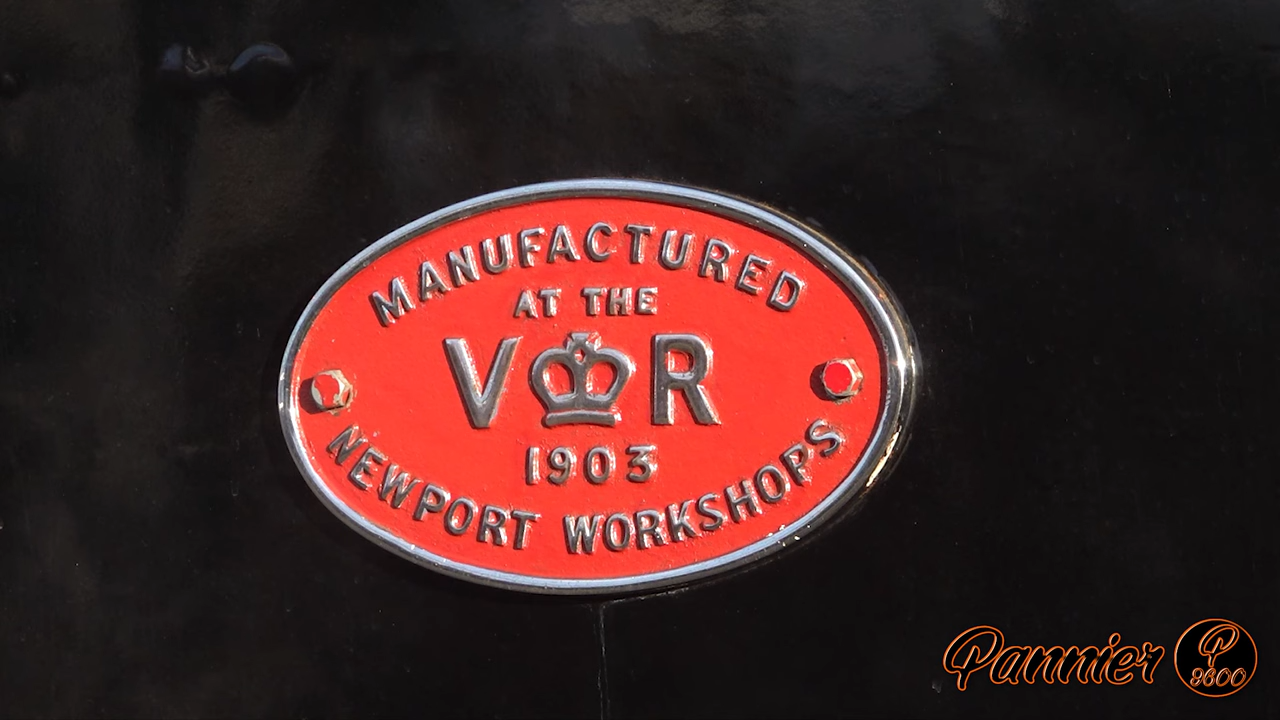 MANUFACTURED
AT THE
V R
1903
NEWPORT WORKSHOPS
Pannier
P
9600